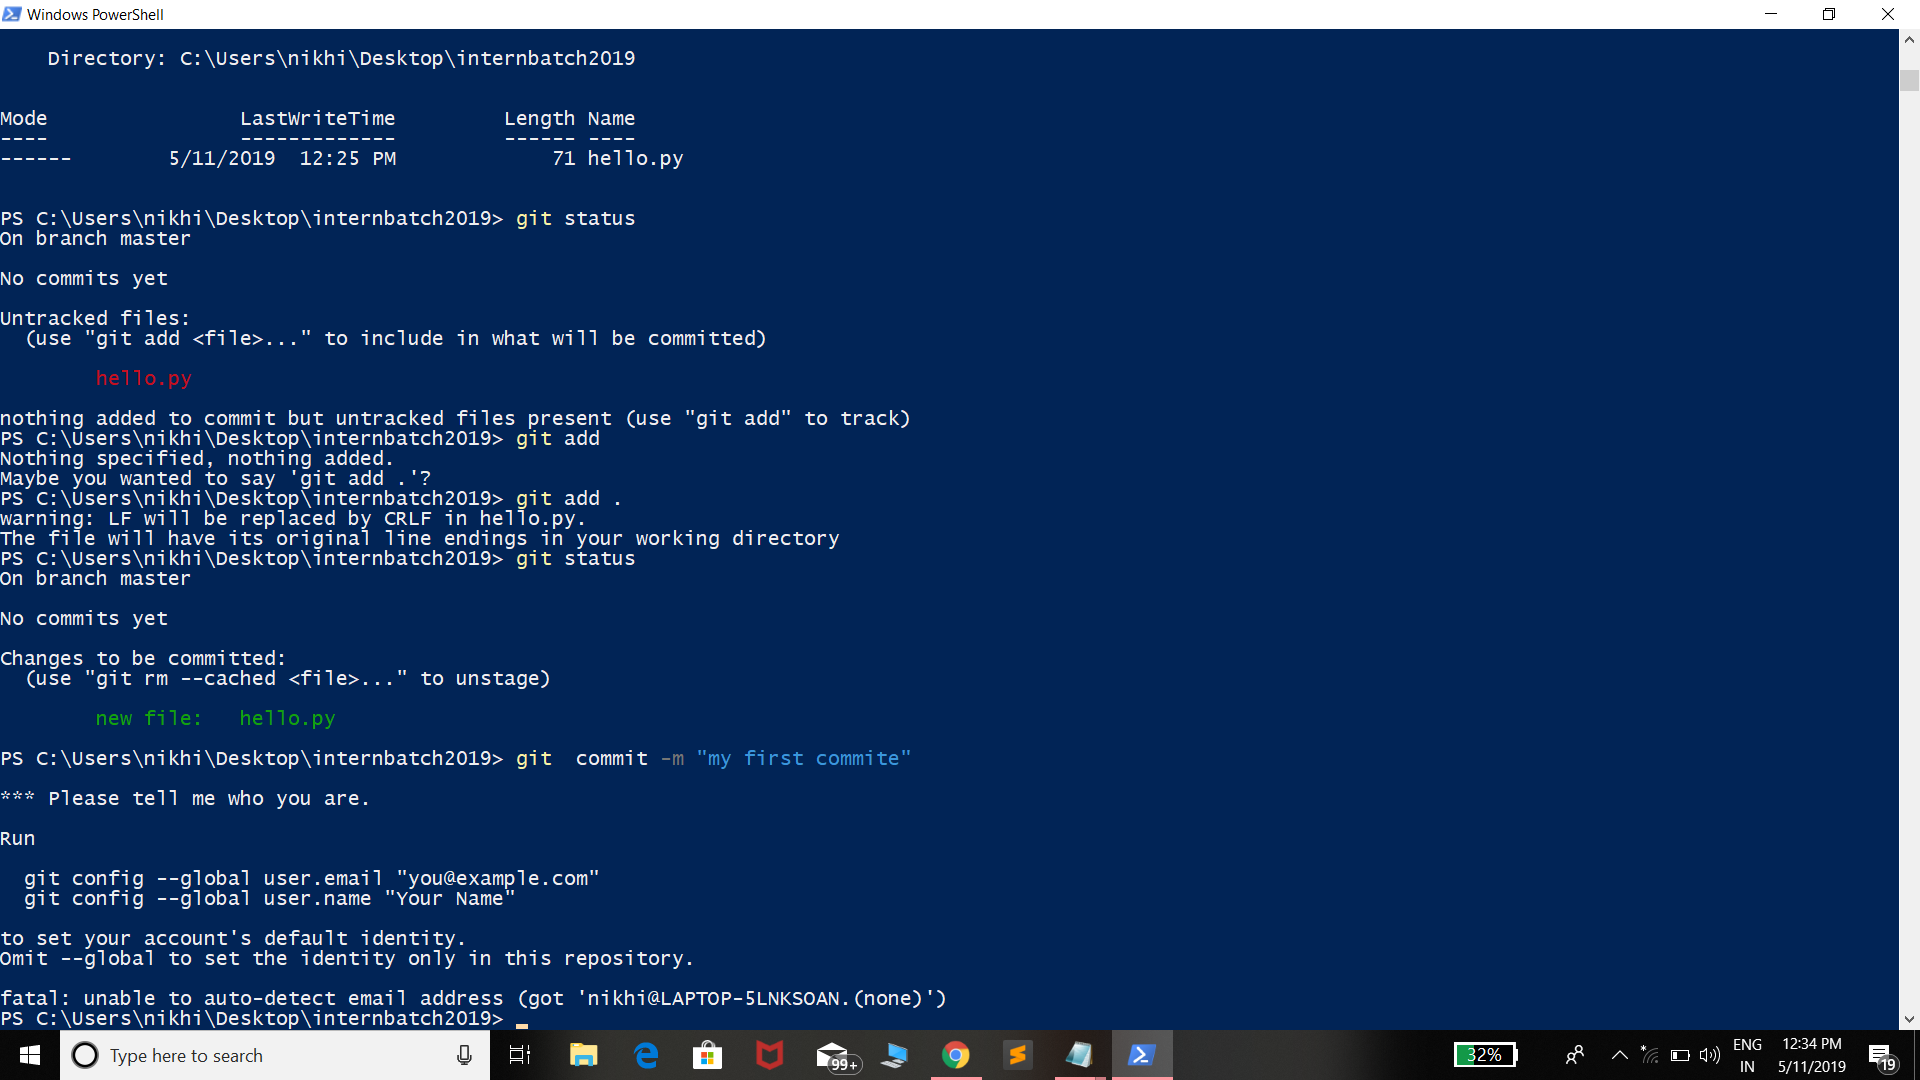 Windows PowerShell
    Directory: C:\Users\nikhi\Desktop\internbatch2019
Mode                LastWriteTime         Length Name
----                -------------         ------ ----
------        5/11/2019  12:25 PM             71 hello.py
PS C:\Users\nikhi\Desktop\internbatch2019> git status
On branch master
No commits yet
Untracked files:
  (use "git add <file>..." to include in what will be committed)
        hello.py
nothing added to commit but untracked files present (use "git add" to track)
PS C:\Users\nikhi\Desktop\internbatch2019> git add
Nothing specified, nothing added.
Maybe you wanted to say 'git add .'?
PS C:\Users\nikhi\Desktop\internbatch2019> git add .
warning: LF will be replaced by CRLF in hello.py.
The file will have its original line endings in your working directory
PS C:\Users\nikhi\Desktop\internbatch2019> git status
On branch master
No commits yet
Changes to be committed:
  (use "git rm --cached <file>..." to unstage)
        new file:   hello.py
PS C:\Users\nikhi\Desktop\internbatch2019> git  commit -m "my first commite"
*** Please tell me who you are.
Run
  git config --global user.email "you@example.com"
  git config --global user.name "Your Name"
to set your account's default identity.
Omit --global to set the identity only in this repository.
fatal: unable to auto-detect email address (got 'nikhi@LAPTOP-5LNKSOAN.(none)')
PS C:\Users\nikhi\Desktop\internbatch2019>
Type here to search
99+
32%
ENG
IN
12:34 PM
5/11/2019
19